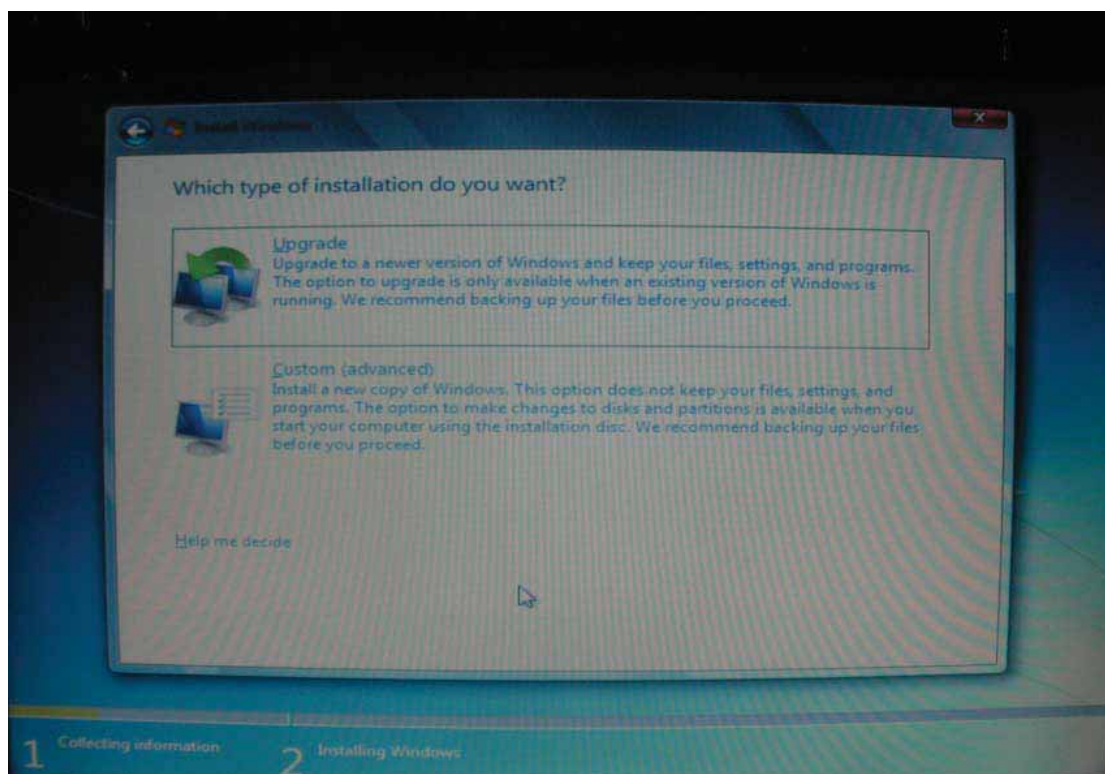 Install Windows
Which type of installation do you want?
Upgrade
Upgrade to a newer version of Windows and keep your files, settings, and programs.
The option to upgrade is only available when an existing version of Windows is
running. We recommend backing up your files before you proceed.
Custom (advanced)
Install a new copy of Windows. This option does not keep your files, settings, and
programs. The option to make changes to disks and partitions is available when you
start your computer using the installation disc. We recommend backing up your files
before you proceed.
Help me decide
1 Collecting information
2 Installing Windows